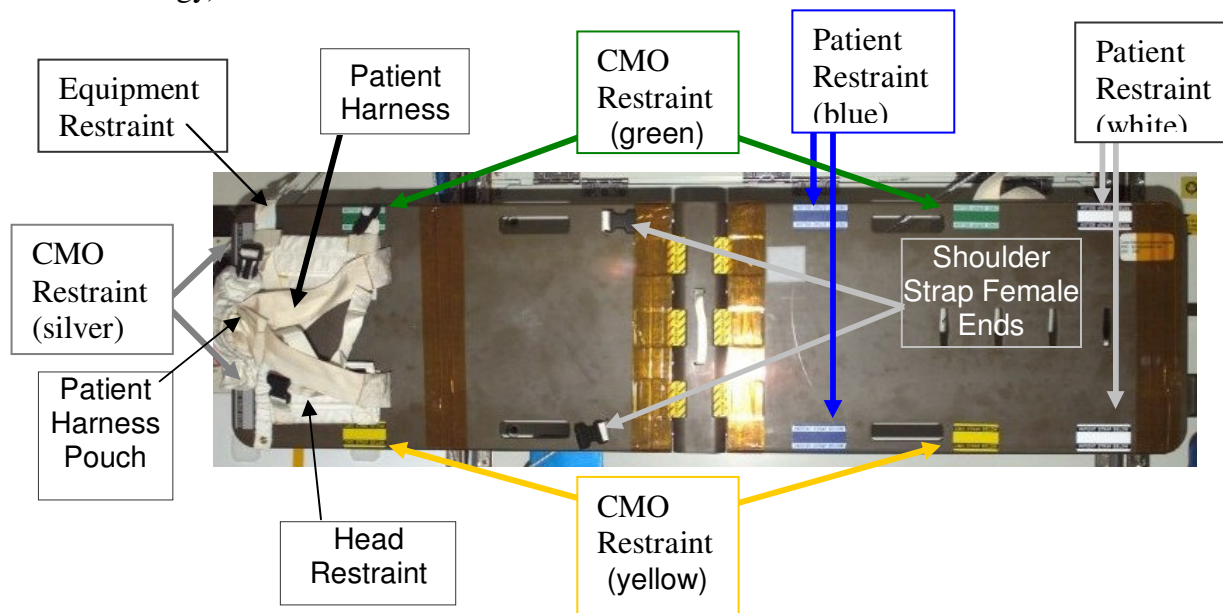 Equipment
Restraint
Patient
Harness
CMO
Restraint
(green)
Patient
Restraint
(blue)
Patient
Restraint
(white)
CMO
Restraint
(silver)
Shoulder
Strap Female
Ends
Patient
Harness
Pouch
Head
Restraint
CMO
Restraint
(yellow)